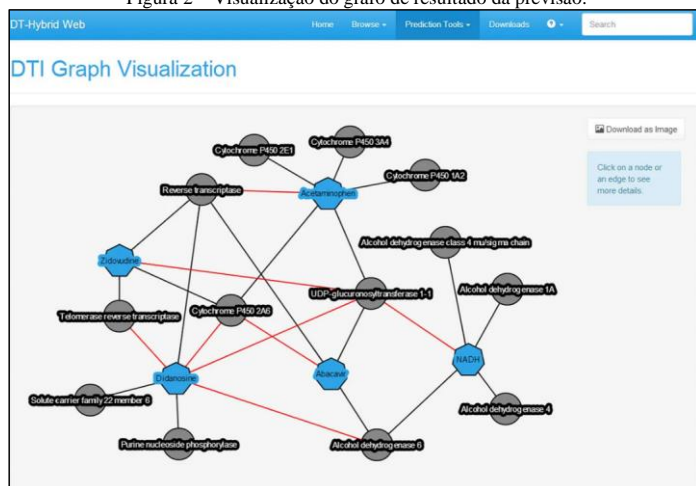 Figura 2 – Visualização do grafo de resultado da previsão.
DT-Hybrid Web
Home
Browse
Prediction Tools
Downloads
?
Search
DTI Graph Visualization
Download as Image
Click on a node or
an edge to see
more details.
Cytochrome P450 2E1
Cytochrome P450 3A4
Cytochrome P450 1A2
Reverse transcriptase
Acetaminophen
Alcohol dehydrogenase class 4 mu/sigma chain
Zidovudine
UDP-glucuronosyltransferase 1-1
Alcohol dehydrogenase 1A
Telomerase reverse transcriptase
Cytochrome P450 2A6
NADH
Didanosine
Abacavir
Solute carrier family 22 member 6
Alcohol dehydrogenase 4
Purine nucleoside phosphorylase
Alcohol dehydrogenase 6